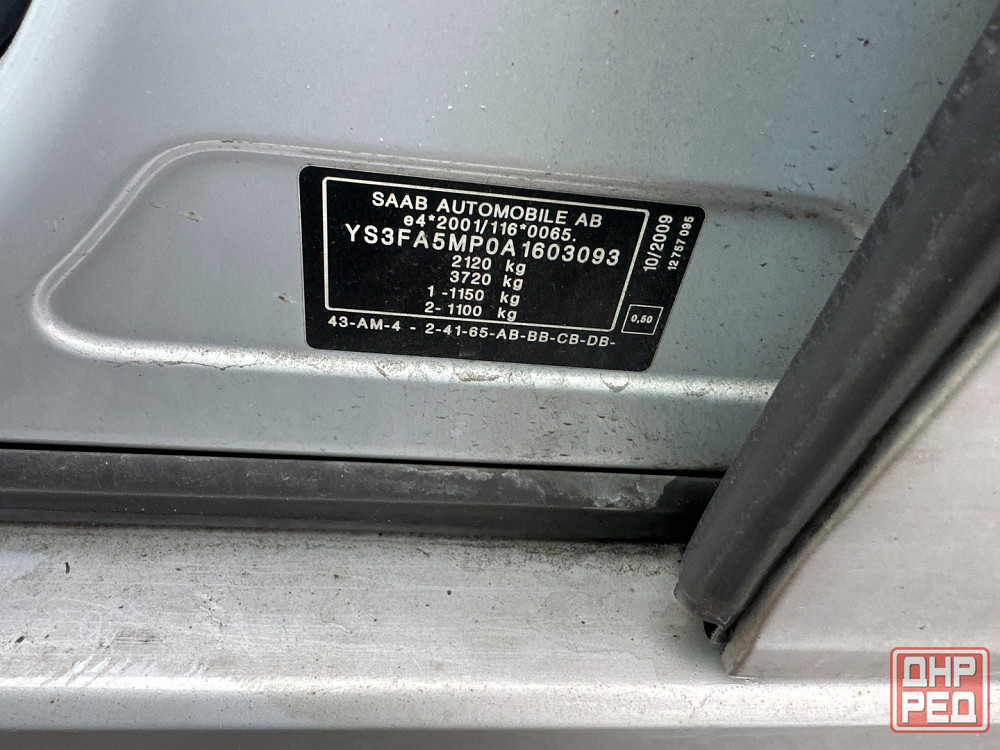 SAAB AUTOMOBILE AB
e4*2001/116*0065.
YS3FA5MP0A1603093
2120 kg
3720 kg
1 -1150 kg
2- 1100 kg
43-AM-4 - 2-41-65-AB-BB-CB-DB-
10/2009
12757095
0,50
ДНР
РЕД